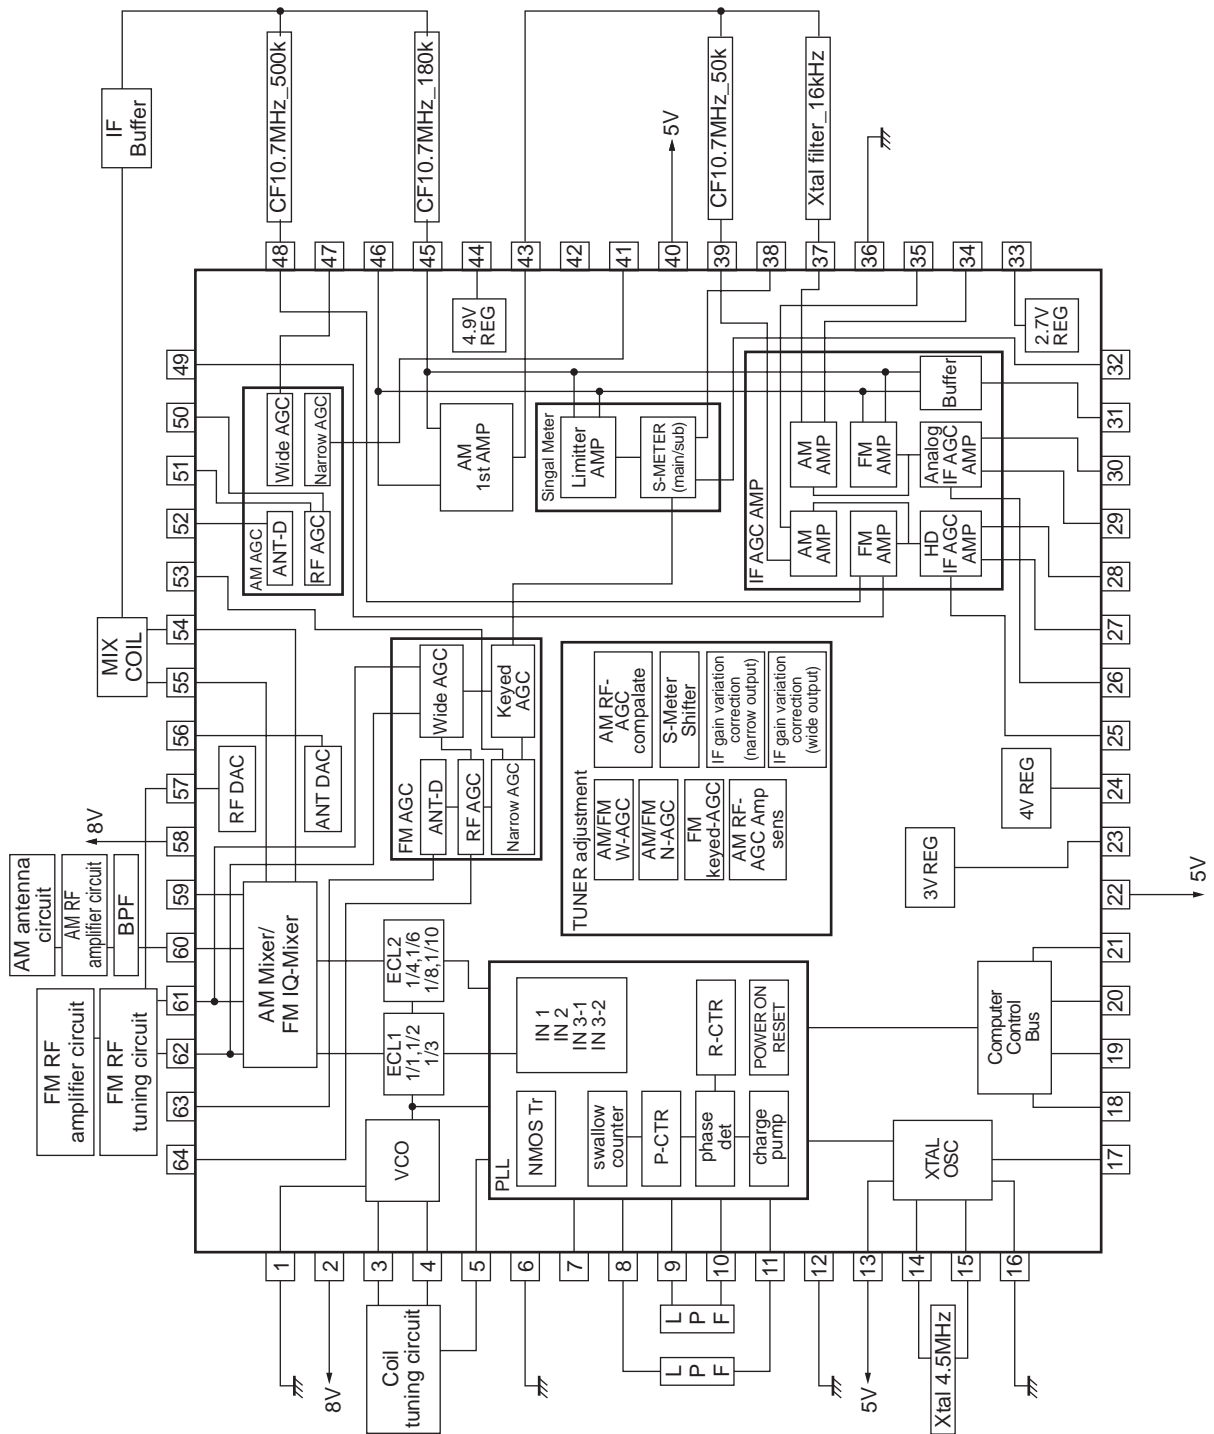 IF
Buffer
CF10.7MHz_500k
CF10.7MHz_180k
CF10.7MHz_50k
Xtal filter_16kHz
5V
48
47
46
45
44
43
42
41
40
39
38
37
36
35
34
33
49
50
51
52
53
54
55
56
57
58
59
60
61
62
63
64
MIX
COIL
8V
AM antenna
circuit
AM RF
amplifier circuit
BPF
FM RF
amplifier circuit
FM RF
tuning circuit
AM AGC
Wide AGC
Narrow AGC
ANT-D
RF AGC
4.9V
REG
AM
1st AMP
Singal Meter
Limitter
AMP
S-METER
(main/sub)
IF AGC AMP
AM
AMP
FM
AMP
Buffer
Analog
IF AGC
AMP
AM
AMP
FM
AMP
HD
IF AGC
AMP
2.7V
REG
RF DAC
ANT DAC
FM AGC
Wide AGC
Keyed
AGC
ANT-D
RF AGC
Narrow AGC
AM Mixer/
FM IQ-Mixer
ECL2
1/4,1/6
1/8,1/10
ECL1
1/1,1/2
1/3
VCO
TUNER adjustment
AM RF-
AGC
compalate
S-Meter
Shifter
IF gain variation
correction
(narrow output)
IF gain variation
correction
(wide output)
AM/FM
W-AGC
AM/FM
N-AGC
FM
keyed-AGC
AM RF-
AGC Amp
sens
PLL
IN 1
IN 2
IN 3-1
IN 3-2
NMOS Tr
swallow
counter
P-CTR
phase
det
charge
pump
R-CTR
POWER ON
RESET
4V REG
3V REG
Computer
Control
Bus
XTAL
OSC
32
31
30
29
28
27
26
25
24
23
22
21
20
19
18
17
5V
1
2
3
4
5
6
7
8
9
10
11
12
13
14
15
16
8V
Coil
tuning circuit
L
P
F
L
P
F
5V
Xtal 4.5MHz